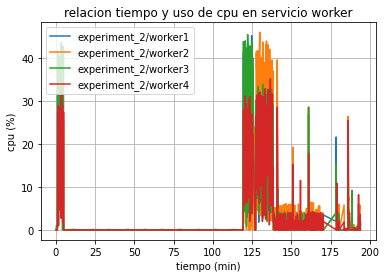 relacion tiempo y uso de cpu en servicio worker
experiment_2/worker1
experiment_2/worker2
experiment_2/worker3
experiment_2/worker4
cpu (%)
40
30
20
10
0
0 25 50 75 100 125 150 175 200
tiempo (min)